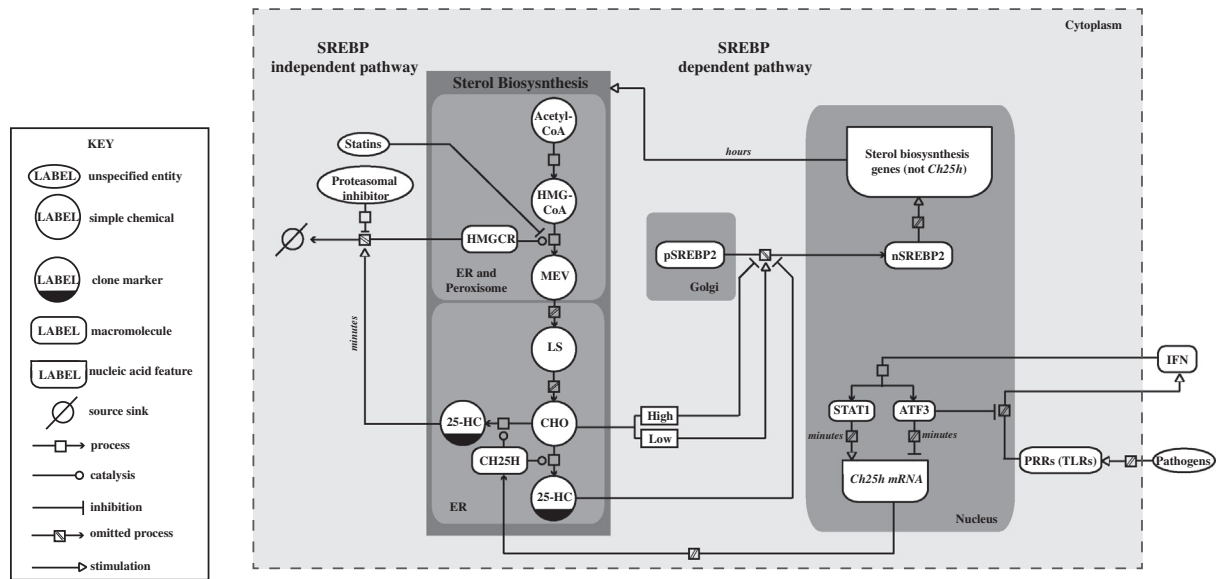 Cytoplasm
SREBP
independent pathway
SREBP
dependent pathway
KEY
LABEL
unspecified entity
LABEL
simple chemical
LABEL
clone marker
LABEL
macromolecule
LABEL
nucleic acid feature
source sink
process
catalysis
inhibition
omitted process
stimulation
Sterol Biosysnthesis
Acetyl-
CoA
HMG-
CoA
MEV
ER and
Peroxisome
LS
CHO
25-HC
CH25H
25-HC
ER
Statins
Proteasomal
inhibitor
HMGCR
minutes
High
Low
hours
pSREBP2
Golgi
nSREBP2
Sterol biosysnthesis
genes (not Ch25h)
STAT1
ATF3
minutes
minutes
Ch25h mRNA
Nucleus
IFN
PRRs (TLRs)
Pathogens